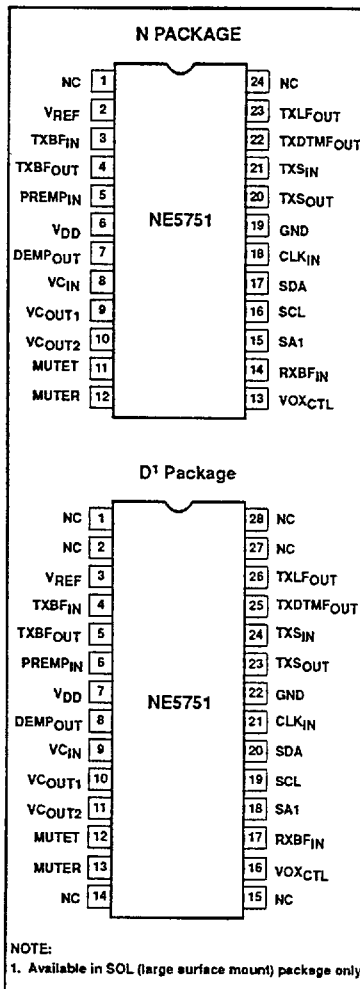 N PACKAGE
NC 1 24 NC
VREF 2 23 TXLFOUT
TXBFIN 3 22 TXDTMFOUT
TXBFOUT 4 21 TXSIN
PREMPIN 5 20 TXSOUT
NE5751
VDD 6 19 GND
DEMPOUT 7 18 CLKIN
VCIN 8 17 SDA
VCOUT1 9 16 SCL
VCOUT2 10 15 SA1
MUTET 11 14 RXBFIN
MUTER 12 13 VOXCTL
D¹ Package
NC 1 28 NC
NC 2 27 NC
VREF 3 26 TXLFOUT
TXBFIN 4 25 TXDTMFOUT
TXBFOUT 5 24 TXSIN
PREMPIN 6 23 TXSOUT
VDD 7 22 GND
NE5751
DEMPOUT 8 21 CLKIN
VCIN 9 20 SDA
VCOUT1 10 19 SCL
VCOUT2 11 18 SA1
MUTET 12 17 RXBFIN
MUTER 13 16 VOXCTL
NC 14 15 NC
NOTE:
1. Available in SOL (large surface mount) package only